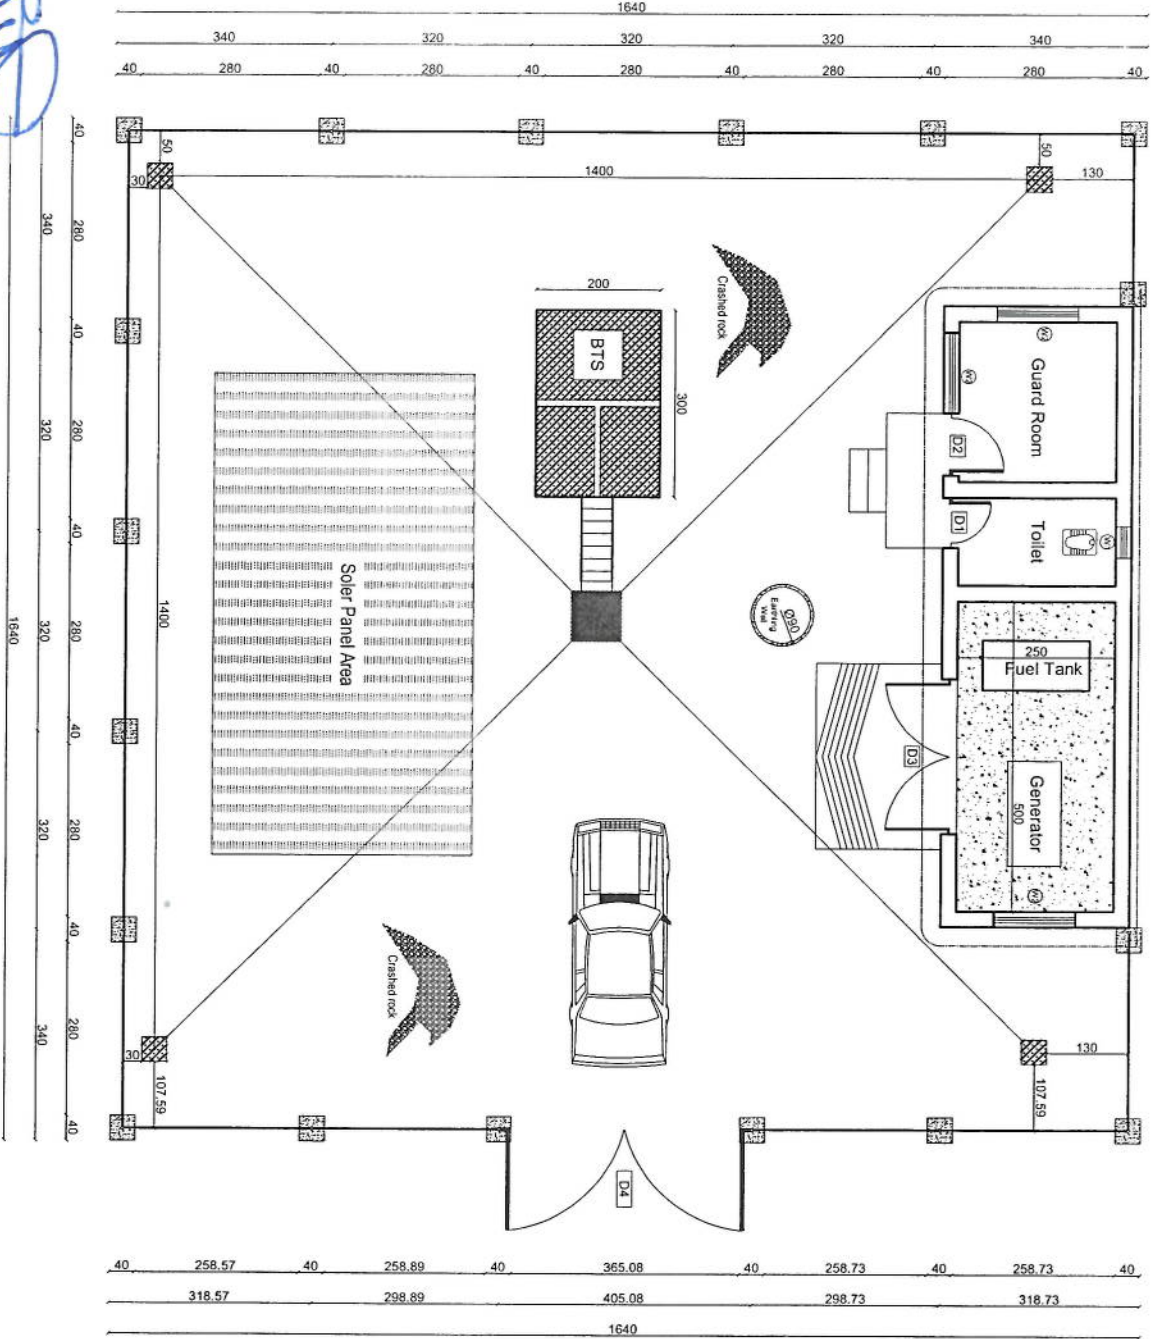 1640
340 320 320 320 340
40 280 40 280 40 280 40 280 40 280 40
50
50
30
1400
130
200
Crashed rock
BTS
300
W2
W3
Guard Room
D2
D1
Toilet
W
Ø90
Earthing
Well
250
Fuel Tank
D3
Generator
500
Soler Panel Area
1400
Crashed rock
30
130
107.59
107.59
D4
40 280 40 280 40 280 40 280 40 280 40
340 320 320 320 340
1640
40 258.57 40 258.89 40 365.08 40 258.73 40 258.73 40
318.57 298.89 405.08 298.73 318.73
1640